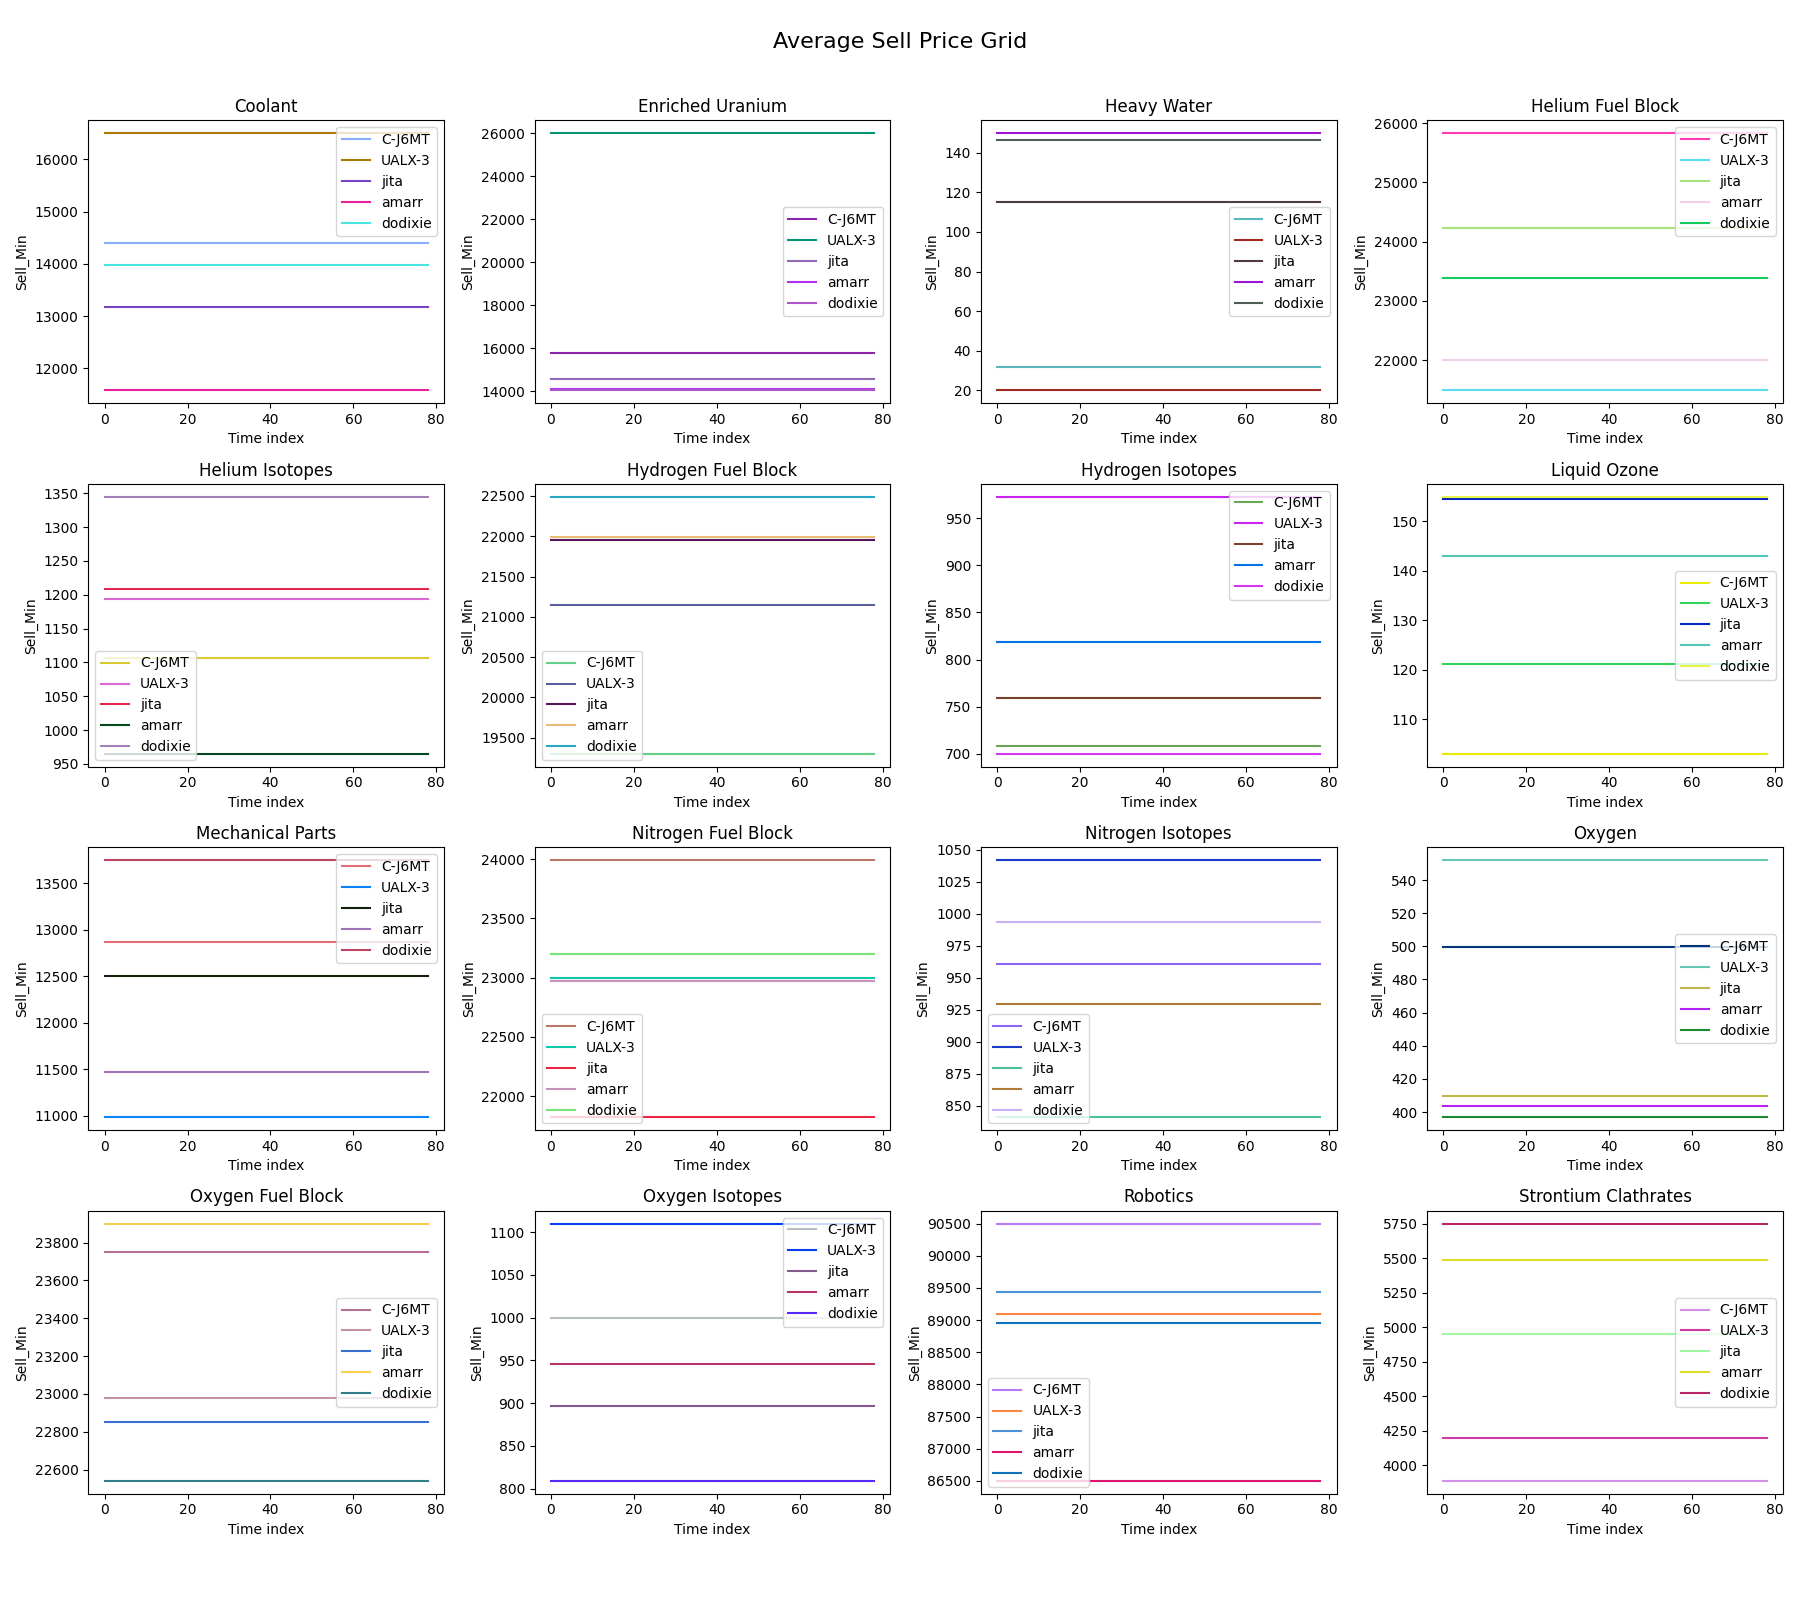 Average Sell Price Grid
Coolant
Sell_Min
16000
15000
14000
13000
12000
C-J6MT
UALX-3
jita
amarr
dodixie
0 20 40 60 80
Time index
Enriched Uranium
Sell_Min
26000
24000
22000
20000
18000
16000
14000
C-J6MT
UALX-3
jita
amarr
dodixie
0 20 40 60 80
Time index
Heavy Water
Sell_Min
140
120
100
80
60
40
20
C-J6MT
UALX-3
jita
amarr
dodixie
0 20 40 60 80
Time index
Helium Fuel Block
Sell_Min
26000
25000
24000
23000
22000
C-J6MT
UALX-3
jita
amarr
dodixie
0 20 40 60 80
Time index
Helium Isotopes
Sell_Min
1350
1300
1250
1200
1150
1100
1050
1000
950
C-J6MT
UALX-3
jita
amarr
dodixie
0 20 40 60 80
Time index
Hydrogen Fuel Block
Sell_Min
22500
22000
21500
21000
20500
20000
19500
C-J6MT
UALX-3
jita
amarr
dodixie
0 20 40 60 80
Time index
Hydrogen Isotopes
Sell_Min
950
900
850
800
750
700
C-J6MT
UALX-3
jita
amarr
dodixie
0 20 40 60 80
Time index
Liquid Ozone
Sell_Min
150
140
130
120
110
C-J6MT
UALX-3
jita
amarr
dodixie
0 20 40 60 80
Time index
Mechanical Parts
Sell_Min
13500
13000
12500
12000
11500
11000
C-J6MT
UALX-3
jita
amarr
dodixie
0 20 40 60 80
Time index
Nitrogen Fuel Block
Sell_Min
24000
23500
23000
22500
22000
C-J6MT
UALX-3
jita
amarr
dodixie
0 20 40 60 80
Time index
Nitrogen Isotopes
Sell_Min
1050
1025
1000
975
950
925
900
875
850
C-J6MT
UALX-3
jita
amarr
dodixie
0 20 40 60 80
Time index
Oxygen
Sell_Min
540
520
500
480
460
440
420
400
C-J6MT
UALX-3
jita
amarr
dodixie
0 20 40 60 80
Time index
Oxygen Fuel Block
Sell_Min
23800
23600
23400
23200
23000
22800
22600
C-J6MT
UALX-3
jita
amarr
dodixie
0 20 40 60 80
Time index
Oxygen Isotopes
Sell_Min
1100
1050
1000
950
900
850
800
C-J6MT
UALX-3
jita
amarr
dodixie
0 20 40 60 80
Time index
Robotics
Sell_Min
90500
90000
89500
89000
88500
88000
87500
87000
86500
C-J6MT
UALX-3
jita
amarr
dodixie
0 20 40 60 80
Time index
Strontium Clathrates
Sell_Min
5750
5500
5250
5000
4750
4500
4250
4000
C-J6MT
UALX-3
jita
amarr
dodixie
0 20 40 60 80
Time index